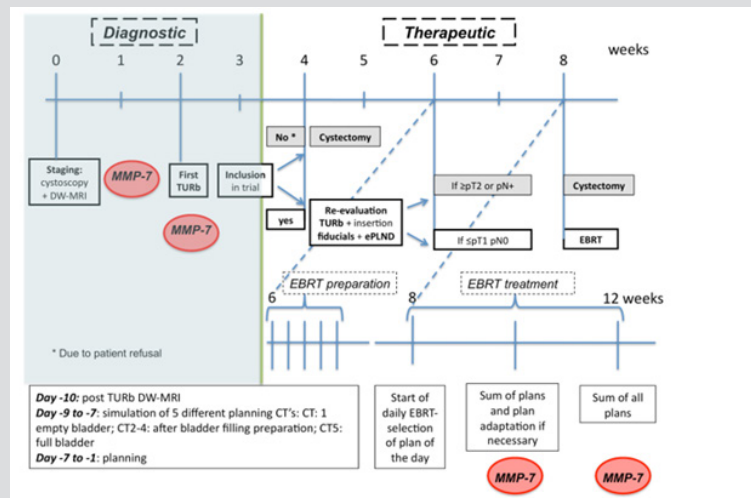 Diagnostic
Therapeutic
weeks
0
1
2
3
4
5
6
7
8
No *
Cystectomy
Staging:
cystoscopy
+ DW-MRI
MMP-7
First
TURb
Inclusion
in trial
MMP-7
yes
Re-evaluation
TURb + insertion
fiducials + ePLND
If ≥pT2 or pN+
If ≤pT1 pN0
Cystectomy
EBRT
EBRT preparation
EBRT treatment
6
8
12 weeks
* Due to patient refusal
Day -10: post TURb DW-MRI
Day -9 to -7: simulation of 5 different planning CT's: CT: 1
empty bladder; CT2-4: after bladder filling preparation; CT5:
full bladder
Day -7 to -1: planning
Start of
daily EBRT-
selection
of plan of
the day
Sum of plans
and plan
adaptation if
necessary
Sum of all
plans
MMP-7
MMP-7